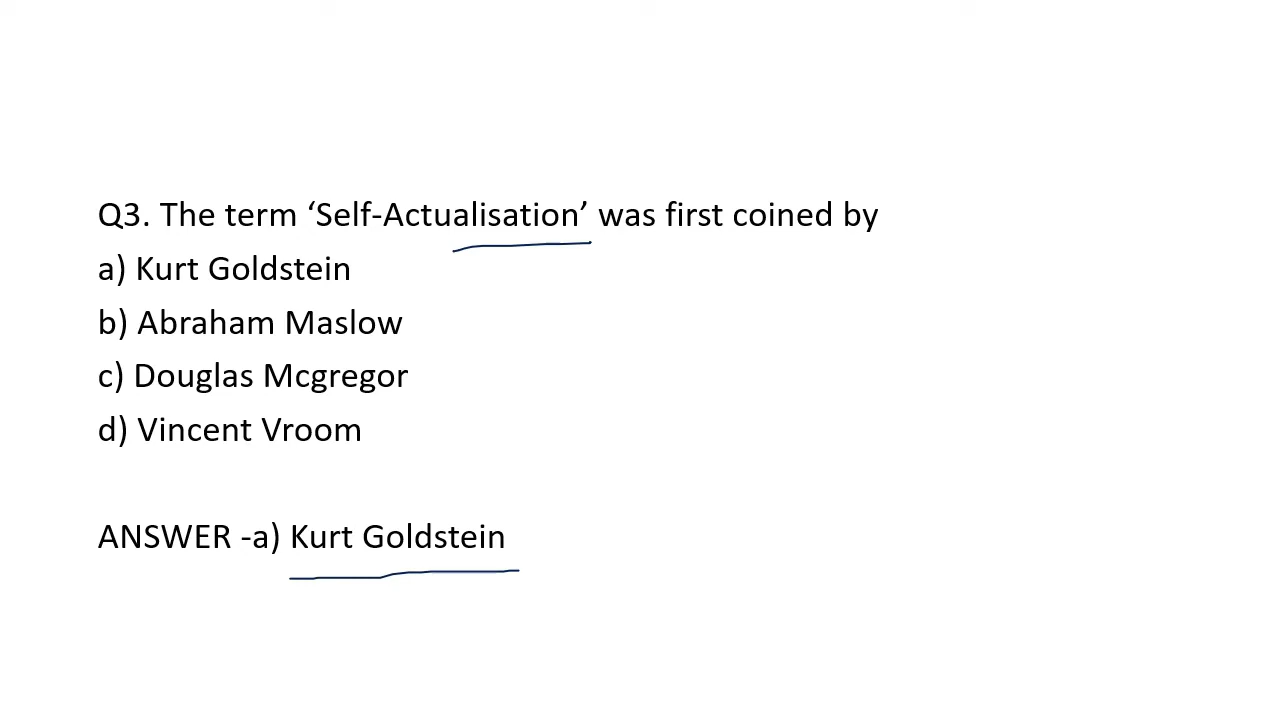 Q3. The term ‘Self-Actualisation’ was first coined by
a) Kurt Goldstein
b) Abraham Maslow
c) Douglas Mcgregor
d) Vincent Vroom
ANSWER -a) Kurt Goldstein